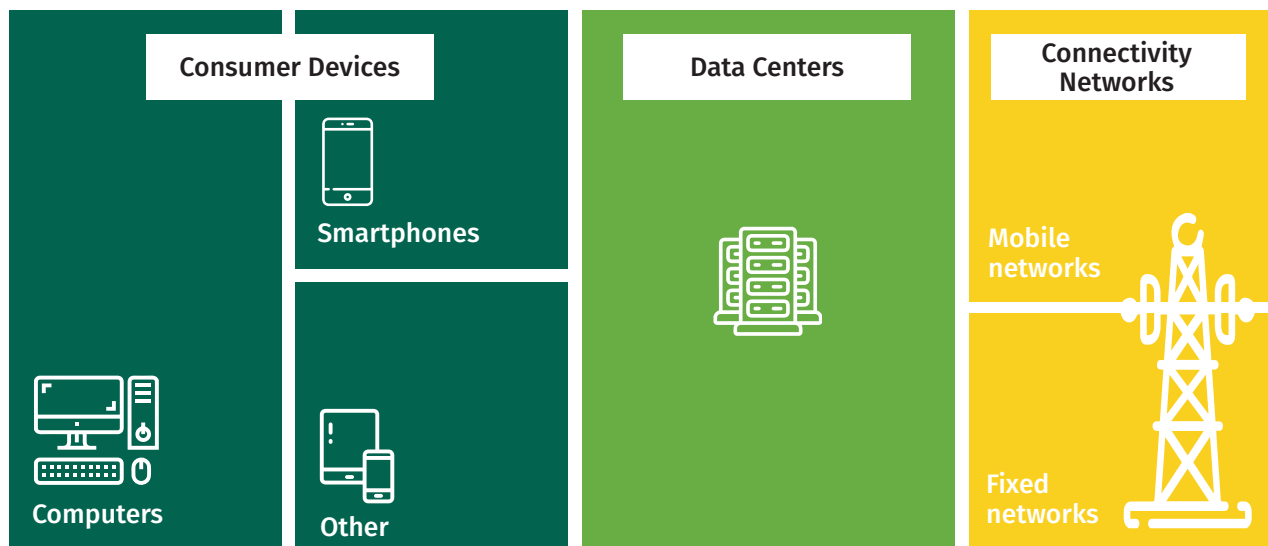 Consumer Devices
Smartphones
Computers
Other
Data Centers
Connectivity
Networks
Mobile
networks
Fixed
networks